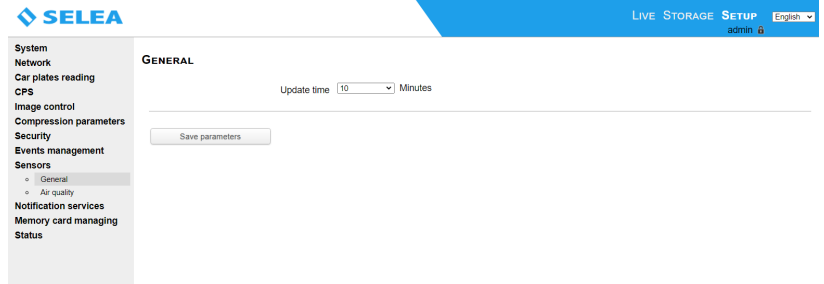 SELEA
LIVE STORAGE SETUP English
admin
System
Network
Car plates reading
CPS
Image control
Compression parameters
Security
Events management
Sensors
General
Air quality
Notification services
Memory card managing
Status
GENERAL
Update time 10 Minutes
Save parameters